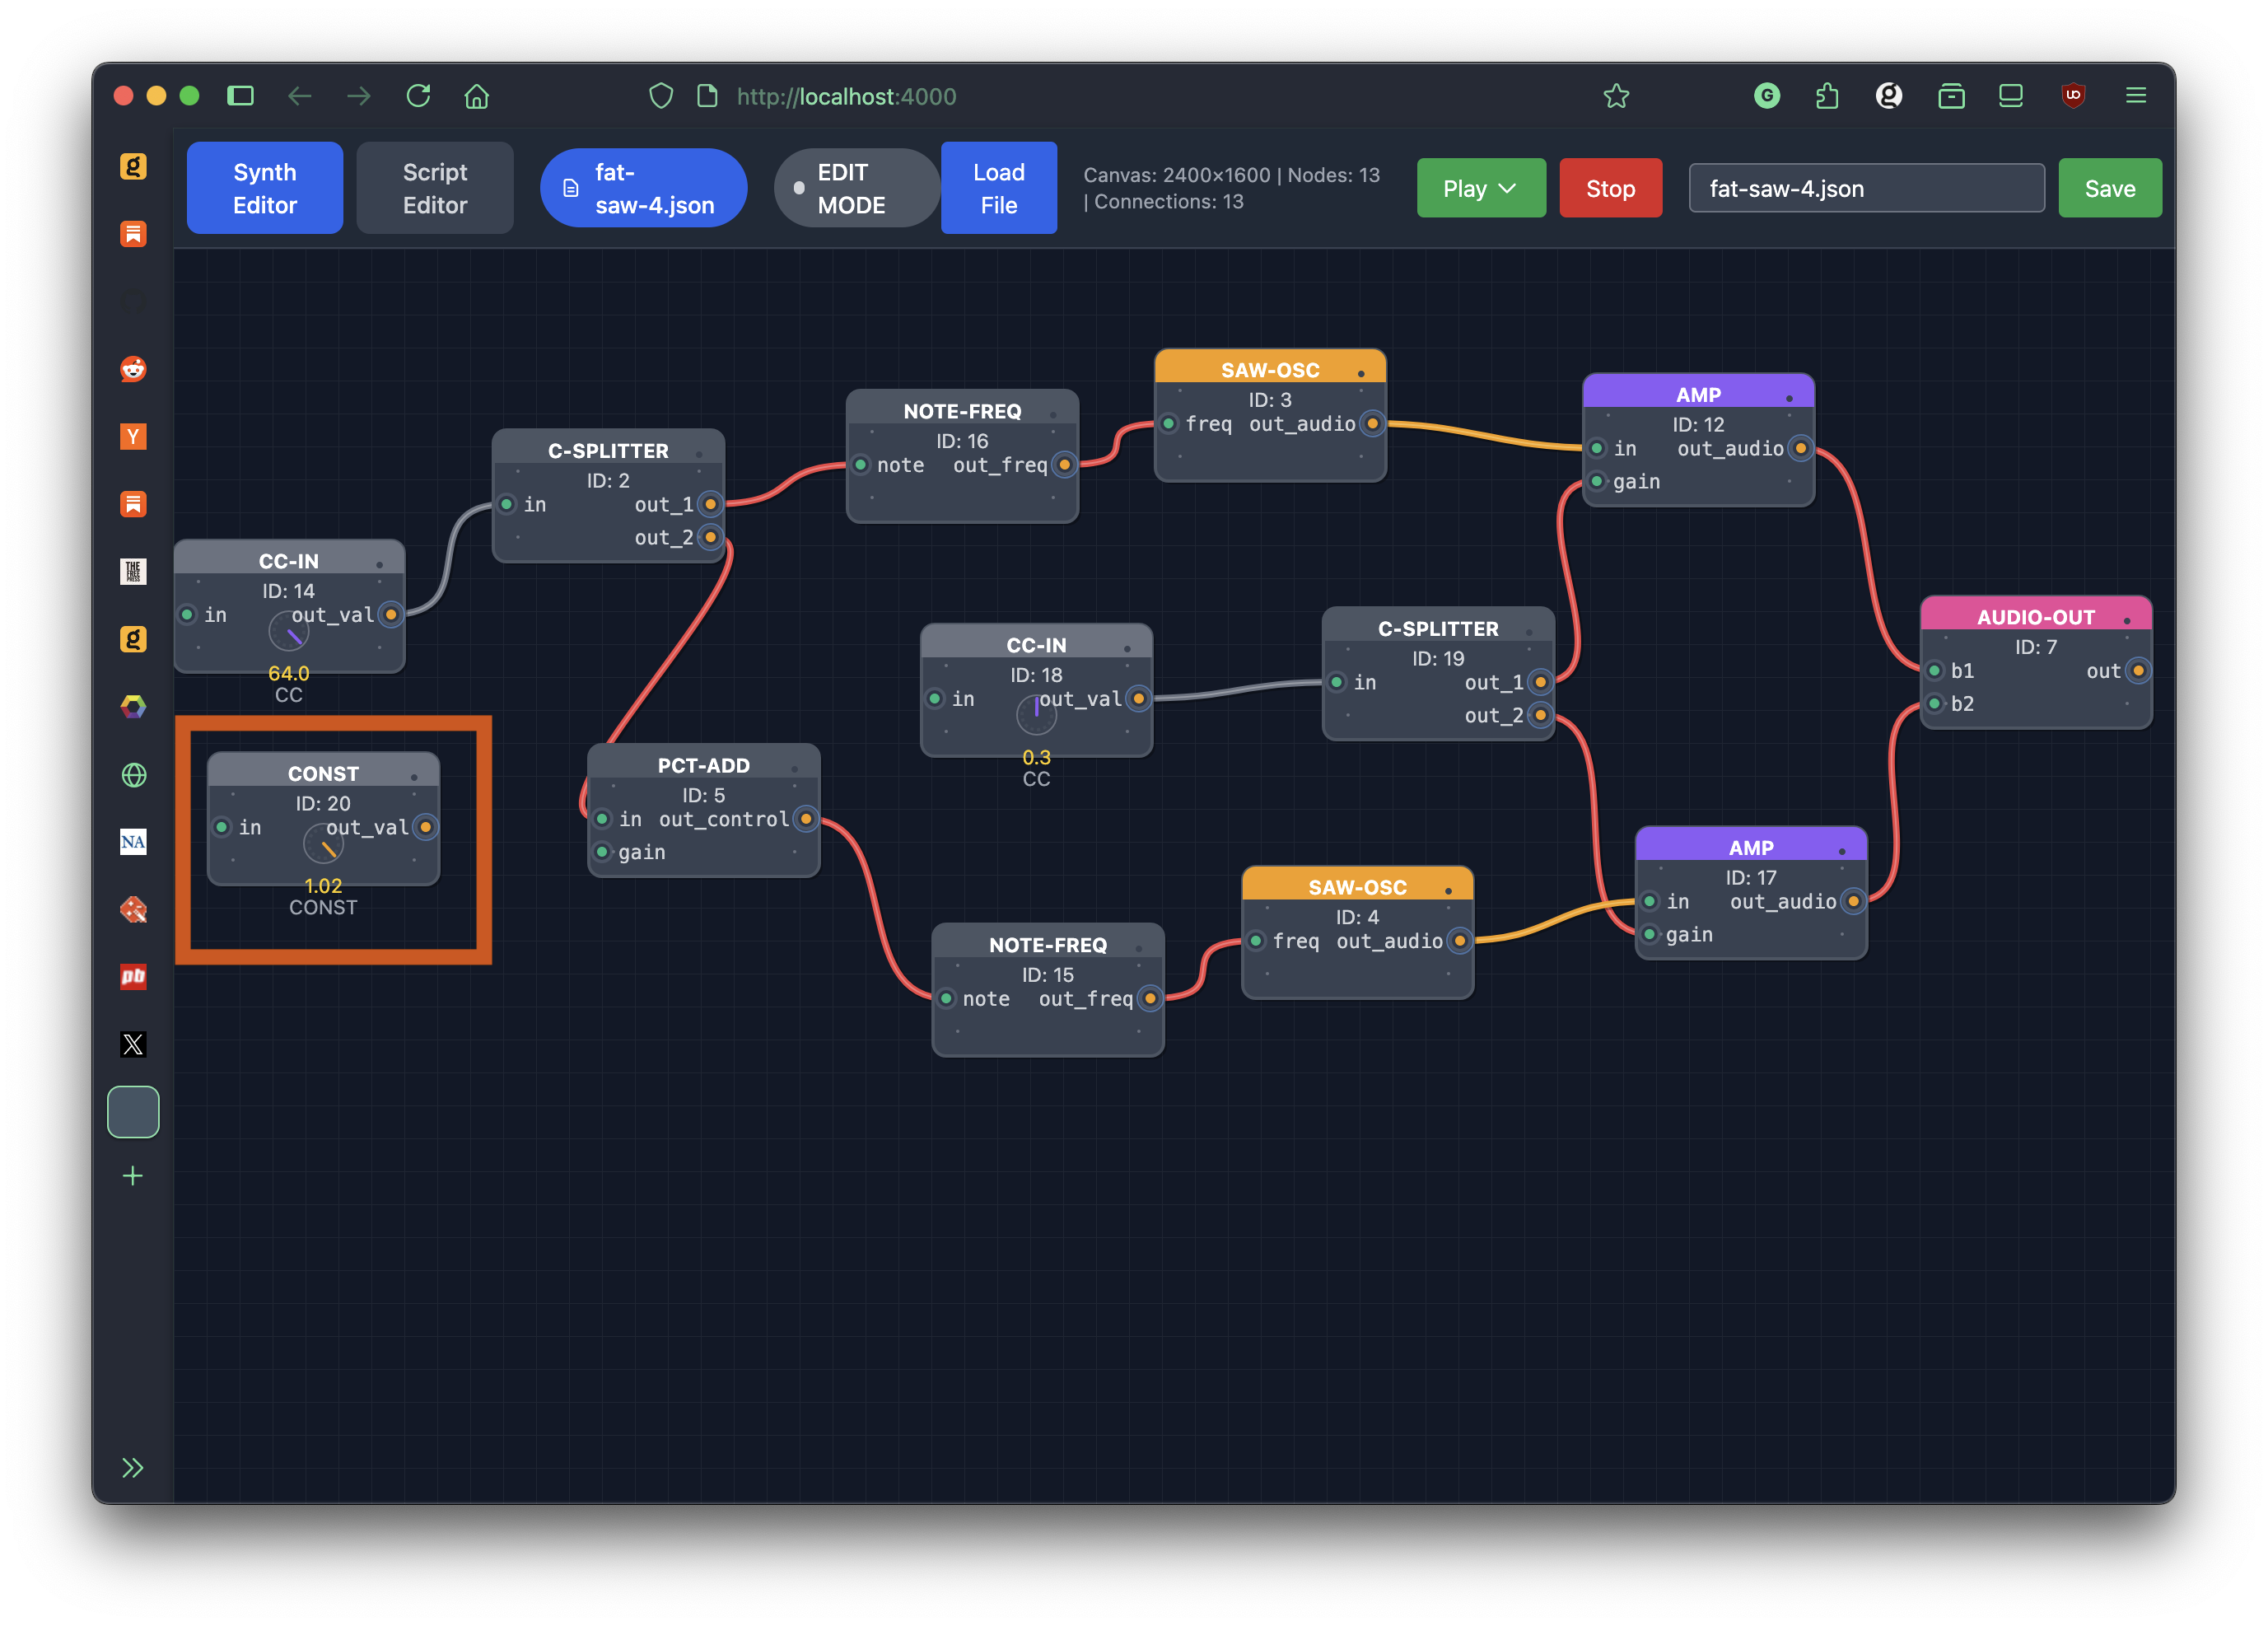 http://localhost:4000
Synth
Editor
Script
Editor
fat-
saw-4.json
EDIT
MODE
Load
File
Canvas: 2400×1600 | Nodes: 13
| Connections: 13
Play
Stop
fat-saw-4.json
Save
G
g
UO
g
Y
THE
FREE
PRESS
g
NA
pb
X
SAW-OSC
ID: 3
freq out_audio
AMP
ID: 12
in out_audio
gain
NOTE-FREQ
ID: 16
note out_freq
C-SPLITTER
ID: 2
in out_1
out_2
CC-IN
ID: 14
in out_val
64.0
CC
CC-IN
ID: 18
in out_val
0.3
CC
C-SPLITTER
ID: 19
in out_1
out_2
AUDIO-OUT
ID: 7
b1 out
b2
CONST
ID: 20
in out_val
1.02
CONST
PCT-ADD
ID: 5
in out_control
gain
SAW-OSC
ID: 4
freq out_audio
AMP
ID: 17
in out_audio
gain
NOTE-FREQ
ID: 15
note out_freq